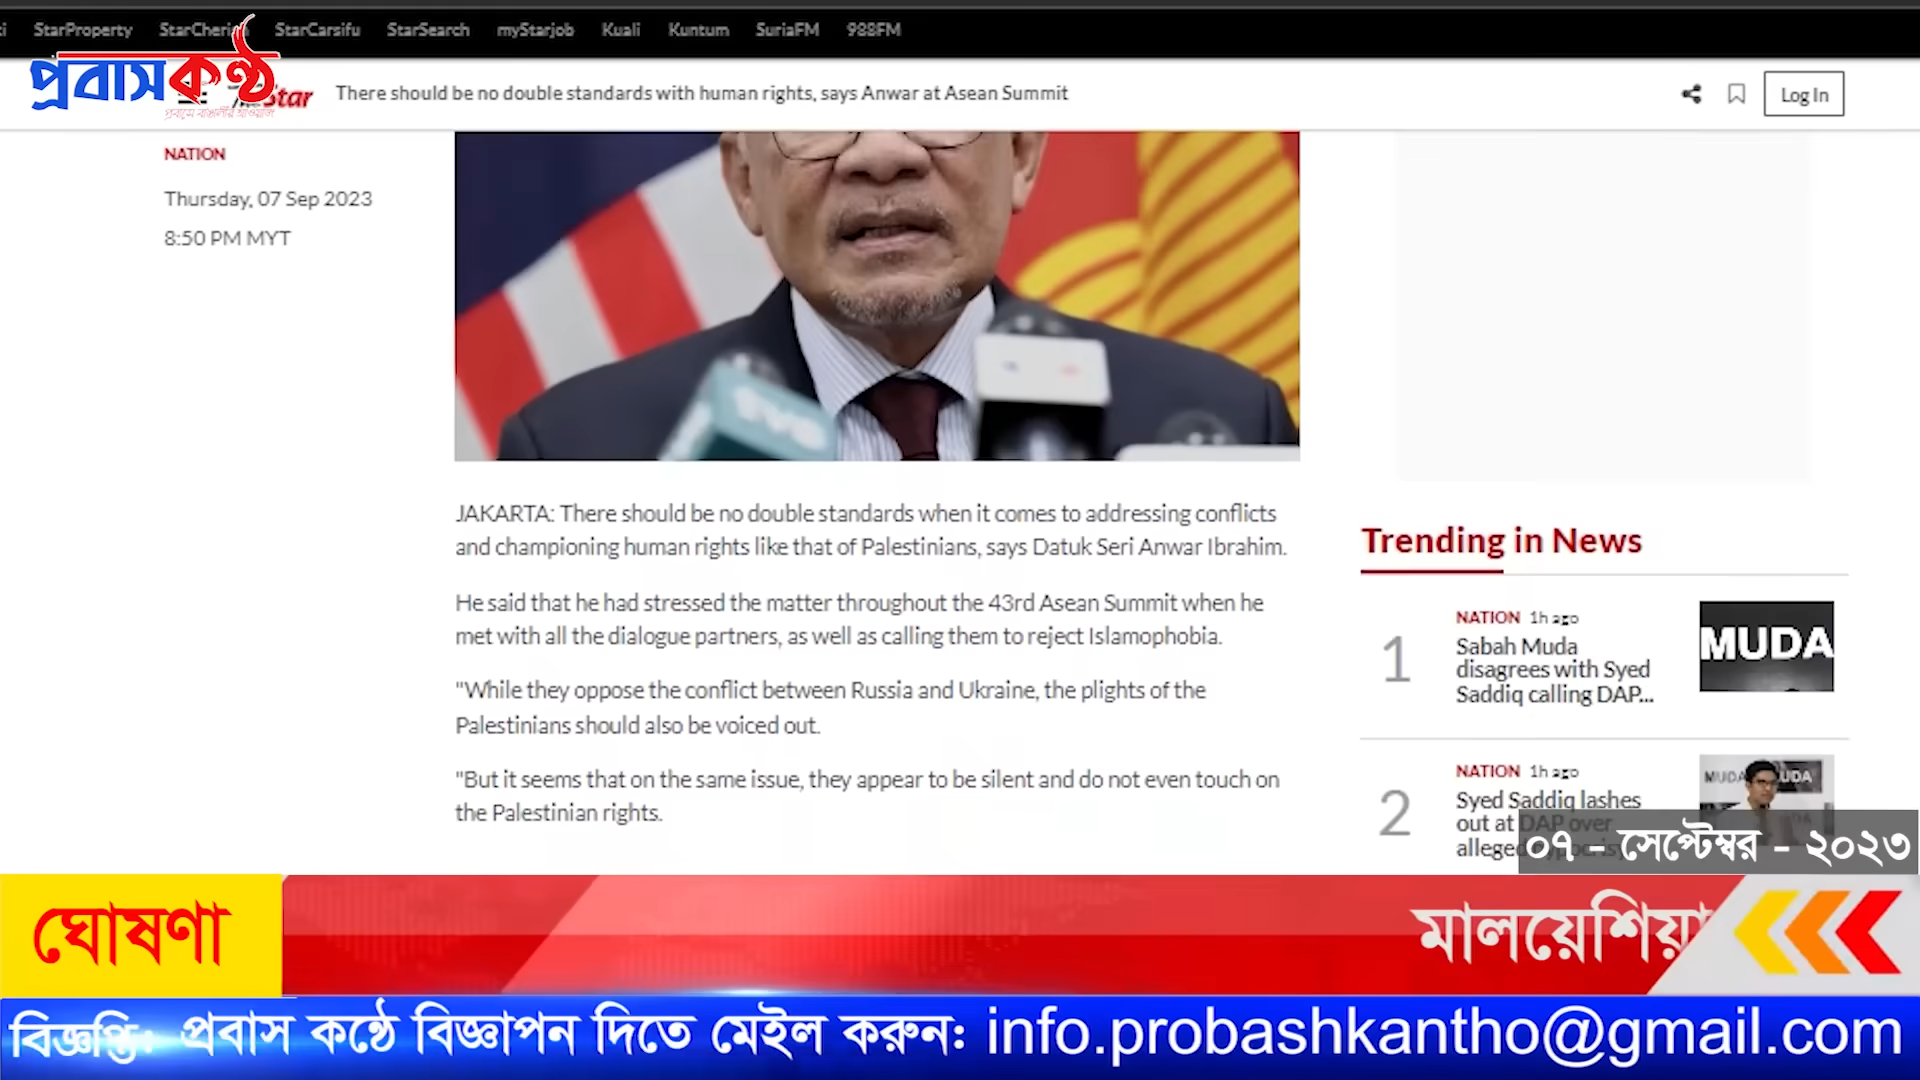 StarProperty StarCherish StarCarsifu StarSearch myStarjob Kuali Kuntum SuriaFM 988FM
প্রবাস কণ্ঠ
Star
There should be no double standards with human rights, says Anwar at Asean Summit
Log In
NATION
Thursday, 07 Sep 2023
8:50 PM MYT
JAKARTA: There should be no double standards when it comes to addressing conflicts
and championing human rights like that of Palestinians, says Datuk Seri Anwar Ibrahim.
He said that he had stressed the matter throughout the 43rd Asean Summit when he
met with all the dialogue partners, as well as calling them to reject Islamophobia.
"While they oppose the conflict between Russia and Ukraine, the plights of the
Palestinians should also be voiced out.
"But it seems that on the same issue, they appear to be silent and do not even touch on
the Palestinian rights.
Trending in News
1
NATION 1h ago
Sabah Muda
disagrees with Syed
Saddiq calling DAP...
MUDA
2
NATION 1h ago
Syed Saddiq lashes
out at DAP over
alleged
MUDA
০৭ - সেপ্টেম্বর - ২০২৩
ঘোষণা
মালয়েশিয়া
বিজ্ঞপ্তি: প্রবাস কন্ঠে বিজ্ঞাপন দিতে মেইল করুন: info.probashkantho@gmail.com